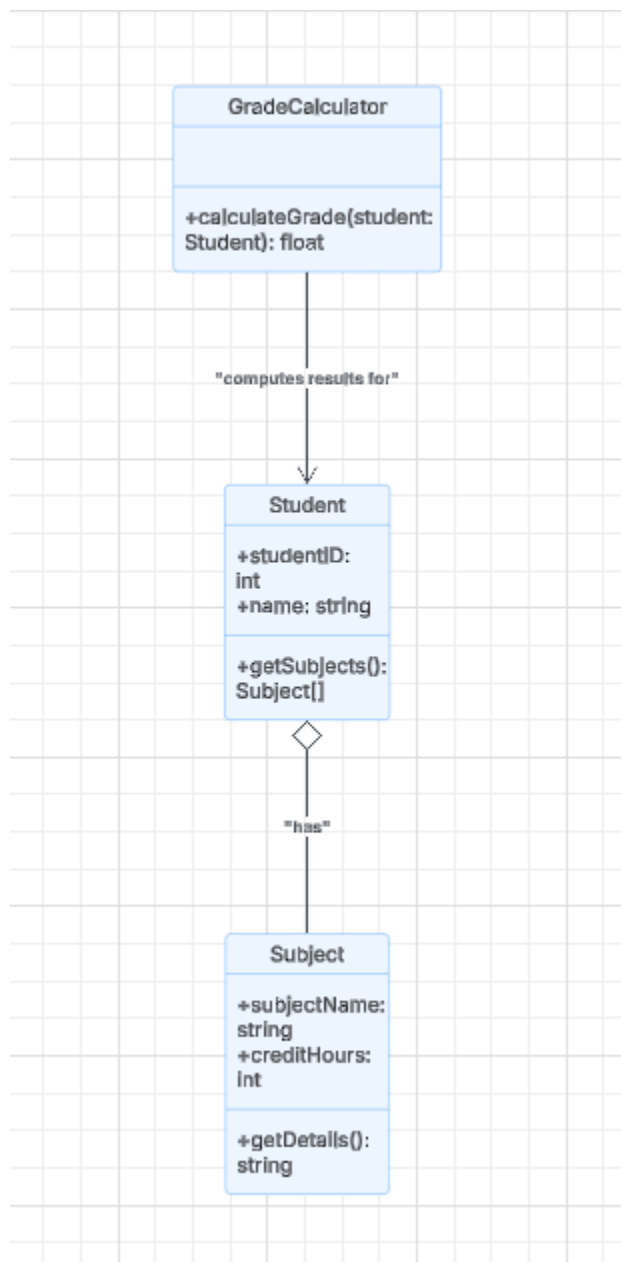 GradeCalculator
+calculateGrade(student:
Student): float
"computes results for"
Student
+studentID:
int
+name: string
+getSubjects():
Subject[]
"has"
Subject
+subjectName:
string
+creditHours:
int
+getDetails():
string